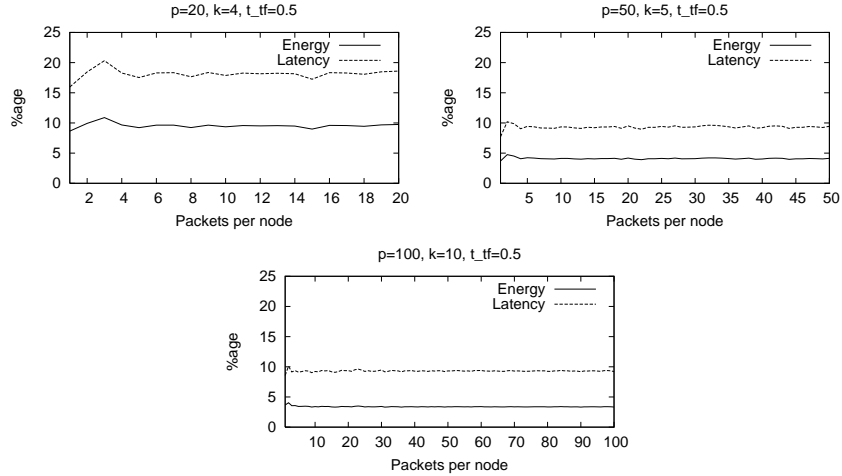 p=20, k=4, t_tf=0.5
25
20
15
10
5
0
%age
Energy
Latency
2 4 6 8 10 12 14 16 18 20
Packets per node
p=50, k=5, t_tf=0.5
25
20
15
10
5
0
%age
Energy
Latency
5 10 15 20 25 30 35 40 45 50
Packets per node
p=100, k=10, t_tf=0.5
25
20
15
10
5
0
%age
Energy
Latency
10 20 30 40 50 60 70 80 90 100
Packets per node